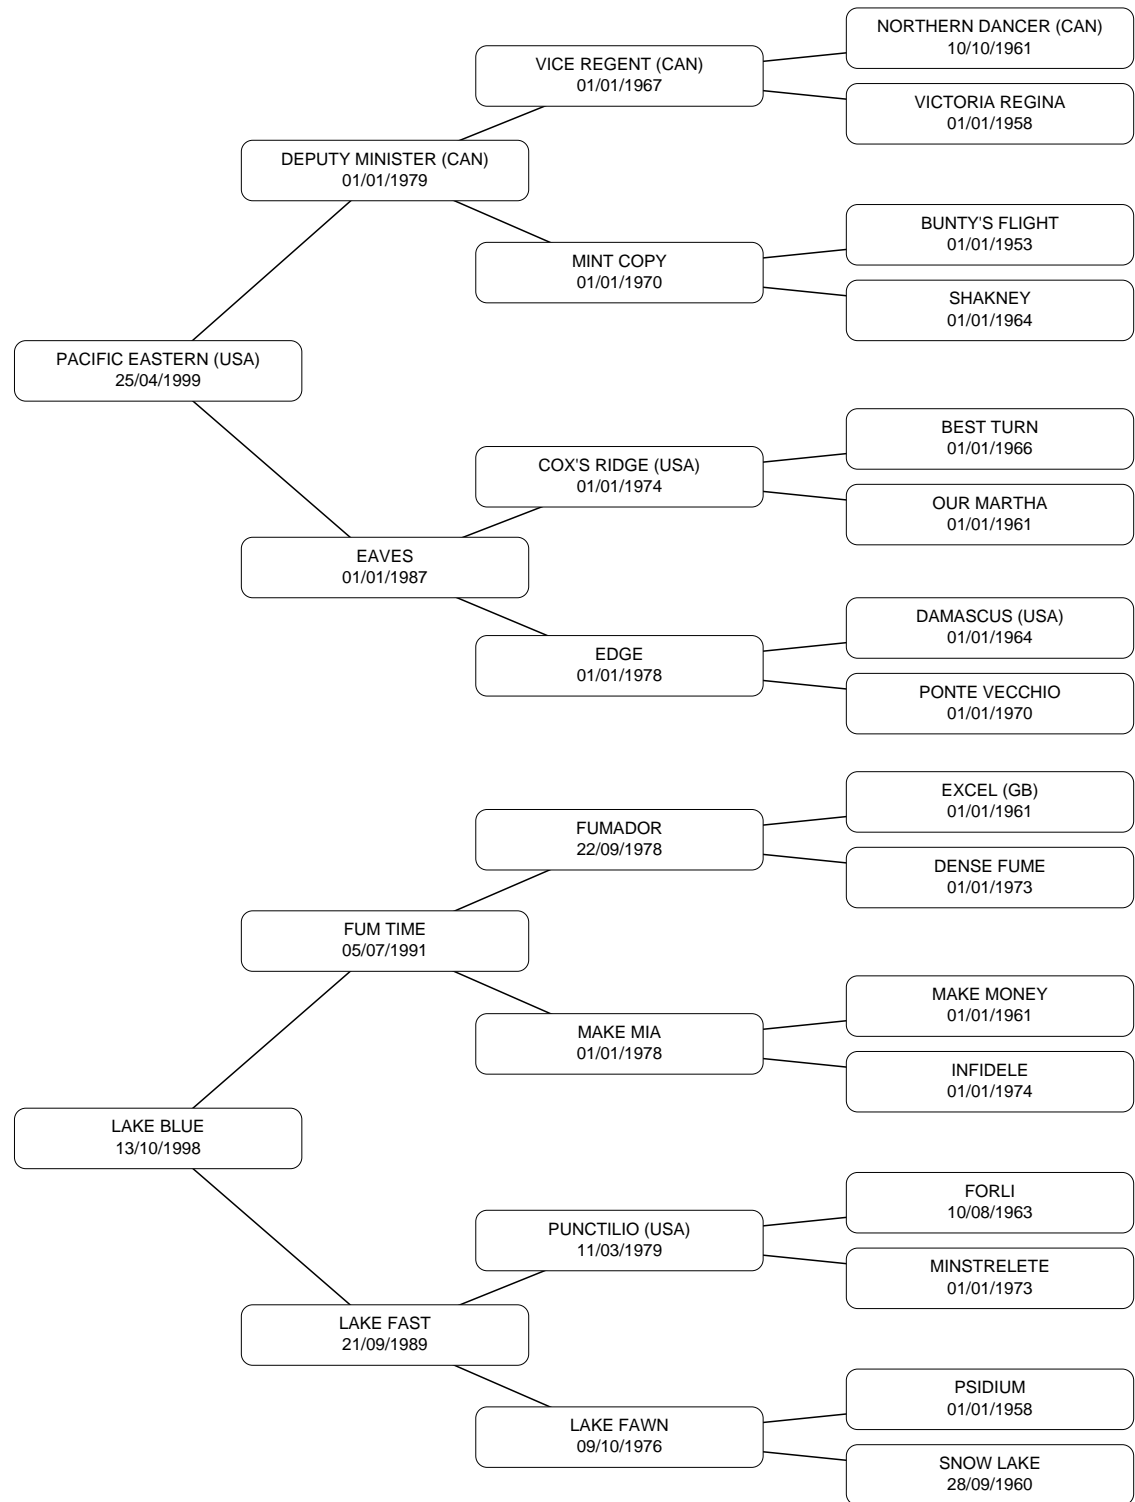 NORTHERN DANCER (CAN)
10/10/1961
VICE REGENT (CAN)
01/01/1967
VICTORIA REGINA
01/01/1958
DEPUTY MINISTER (CAN)
01/01/1979
BUNTY'S FLIGHT
01/01/1953
MINT COPY
01/01/1970
SHAKNEY
01/01/1964
PACIFIC EASTERN (USA)
25/04/1999
BEST TURN
01/01/1966
COX'S RIDGE (USA)
01/01/1974
OUR MARTHA
01/01/1961
EAVES
01/01/1987
DAMASCUS (USA)
01/01/1964
EDGE
01/01/1978
PONTE VECCHIO
01/01/1970
EXCEL (GB)
01/01/1961
FUMADOR
22/09/1978
DENSE FUME
01/01/1973
FUM TIME
05/07/1991
MAKE MONEY
01/01/1961
MAKE MIA
01/01/1978
INFIDELE
01/01/1974
LAKE BLUE
13/10/1998
FORLI
10/08/1963
PUNCTILIO (USA)
11/03/1979
MINSTRELETE
01/01/1973
LAKE FAST
21/09/1989
PSIDIUM
01/01/1958
LAKE FAWN
09/10/1976
SNOW LAKE
28/09/1960